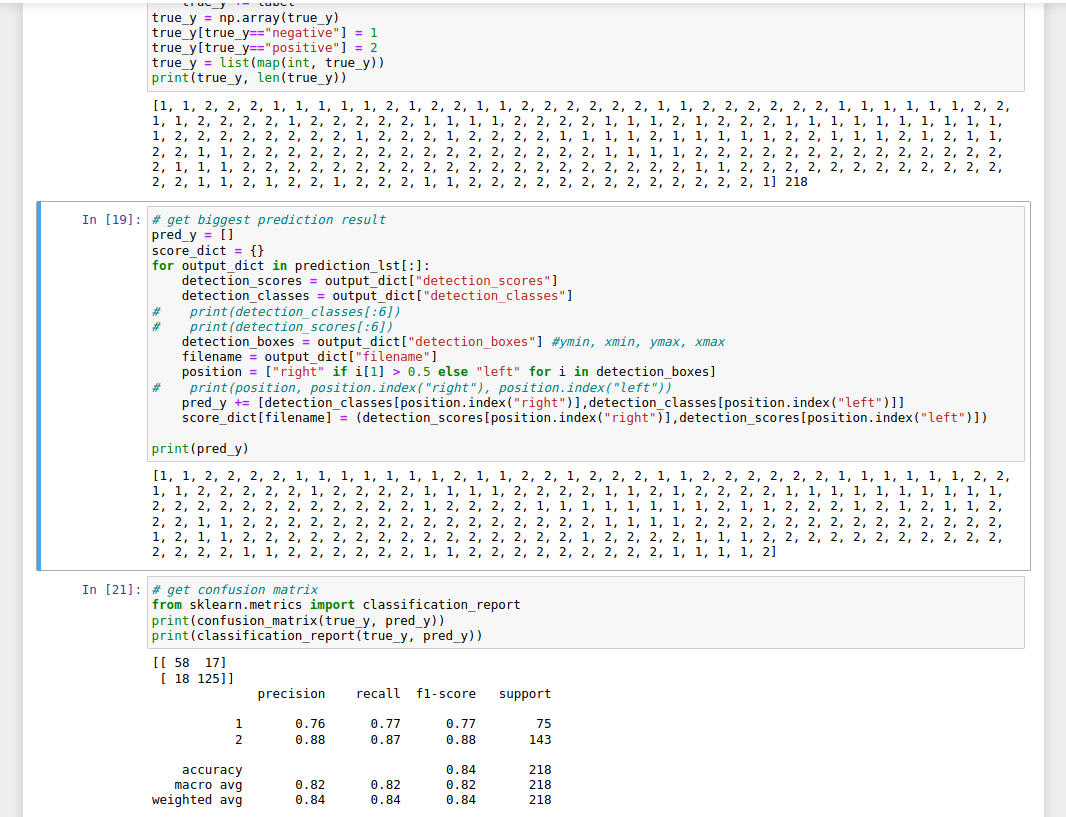 true_y += label
true_y = np.array(true_y)
true_y[true_y=="negative"] = 1
true_y[true_y=="positive"] = 2
true_y = list(map(int, true_y))
print(true_y, len(true_y))
[1, 1, 2, 2, 2, 1, 1, 1, 1, 1, 2, 1, 2, 2, 1, 1, 2, 2, 2, 2, 2, 2, 1, 1, 2, 2, 2, 2, 2, 2, 1, 1, 1, 1, 1, 1, 2, 2,
1, 1, 2, 2, 2, 2, 1, 2, 2, 2, 2, 2, 1, 1, 1, 1, 2, 2, 2, 2, 1, 1, 1, 2, 1, 2, 2, 2, 1, 1, 1, 1, 1, 1, 1, 1, 1, 1,
1, 2, 2, 2, 2, 2, 2, 2, 2, 1, 2, 2, 2, 1, 2, 2, 2, 2, 1, 1, 1, 1, 2, 1, 1, 1, 1, 1, 2, 2, 1, 1, 1, 2, 1, 2, 1, 1,
2, 2, 1, 1, 2, 2, 2, 2, 2, 2, 2, 2, 2, 2, 2, 2, 2, 2, 2, 2, 1, 1, 1, 1, 2, 2, 2, 2, 2, 2, 2, 2, 2, 2, 2, 2, 2, 2,
2, 1, 1, 1, 2, 2, 2, 2, 2, 2, 2, 2, 2, 2, 2, 2, 2, 2, 2, 2, 2, 2, 2, 2, 1, 1, 2, 2, 2, 2, 2, 2, 2, 2, 2, 2, 2, 2,
2, 2, 1, 1, 2, 1, 2, 2, 1, 2, 2, 2, 1, 1, 2, 2, 2, 2, 2, 2, 2, 2, 2, 2, 2, 2, 2, 1] 218
In [19]: # get biggest prediction result
pred_y = []
score_dict = {}
for output_dict in prediction_lst[:]:
    detection_scores = output_dict["detection_scores"]
    detection_classes = output_dict["detection_classes"]
#    print(detection_classes[:6])
#    print(detection_scores[:6])
    detection_boxes = output_dict["detection_boxes"] #ymin, xmin, ymax, xmax
    filename = output_dict["filename"]
    position = ["right" if i[1] > 0.5 else "left" for i in detection_boxes]
#    print(position, position.index("right"), position.index("left"))
    pred_y += [detection_classes[position.index("right")],detection_classes[position.index("left")]]
    score_dict[filename] = (detection_scores[position.index("right")],detection_scores[position.index("left")])
print(pred_y)
[1, 1, 2, 2, 2, 2, 1, 1, 1, 1, 1, 1, 1, 2, 1, 1, 2, 2, 1, 2, 2, 2, 1, 1, 2, 2, 2, 2, 2, 2, 1, 1, 1, 1, 1, 1, 2, 2,
1, 1, 2, 2, 2, 2, 2, 1, 2, 2, 2, 2, 1, 1, 1, 1, 2, 2, 2, 2, 1, 1, 2, 1, 2, 2, 2, 2, 1, 1, 1, 1, 1, 1, 1, 1, 1, 1,
2, 2, 2, 2, 2, 2, 2, 2, 2, 2, 2, 1, 2, 2, 2, 2, 1, 1, 1, 1, 1, 1, 1, 1, 2, 1, 1, 2, 2, 2, 1, 2, 1, 2, 1, 1, 2,
2, 2, 1, 1, 2, 2, 2, 2, 2, 2, 2, 2, 2, 2, 2, 2, 2, 2, 2, 2, 1, 1, 1, 1, 2, 2, 2, 2, 2, 2, 2, 2, 2, 2, 2, 2, 2, 2,
1, 2, 1, 1, 2, 2, 2, 2, 2, 2, 2, 2, 2, 2, 2, 2, 2, 2, 2, 1, 2, 2, 2, 2, 1, 1, 1, 2, 2, 2, 2, 2, 2, 2, 2, 2, 2, 2,
2, 2, 2, 2, 1, 1, 2, 2, 2, 2, 2, 2, 1, 1, 2, 2, 2, 2, 2, 2, 2, 2, 2, 1, 1, 1, 1, 2]
In [21]: # get confusion matrix
from sklearn.metrics import classification_report
print(confusion_matrix(true_y, pred_y))
print(classification_report(true_y, pred_y))
[[ 58  17]
 [ 18 125]]
precision recall f1-score support
1 0.76 0.77 0.77 75
2 0.88 0.87 0.88 143
accuracy 0.84 218
macro avg 0.82 0.82 0.82 218
weighted avg 0.84 0.84 0.84 218